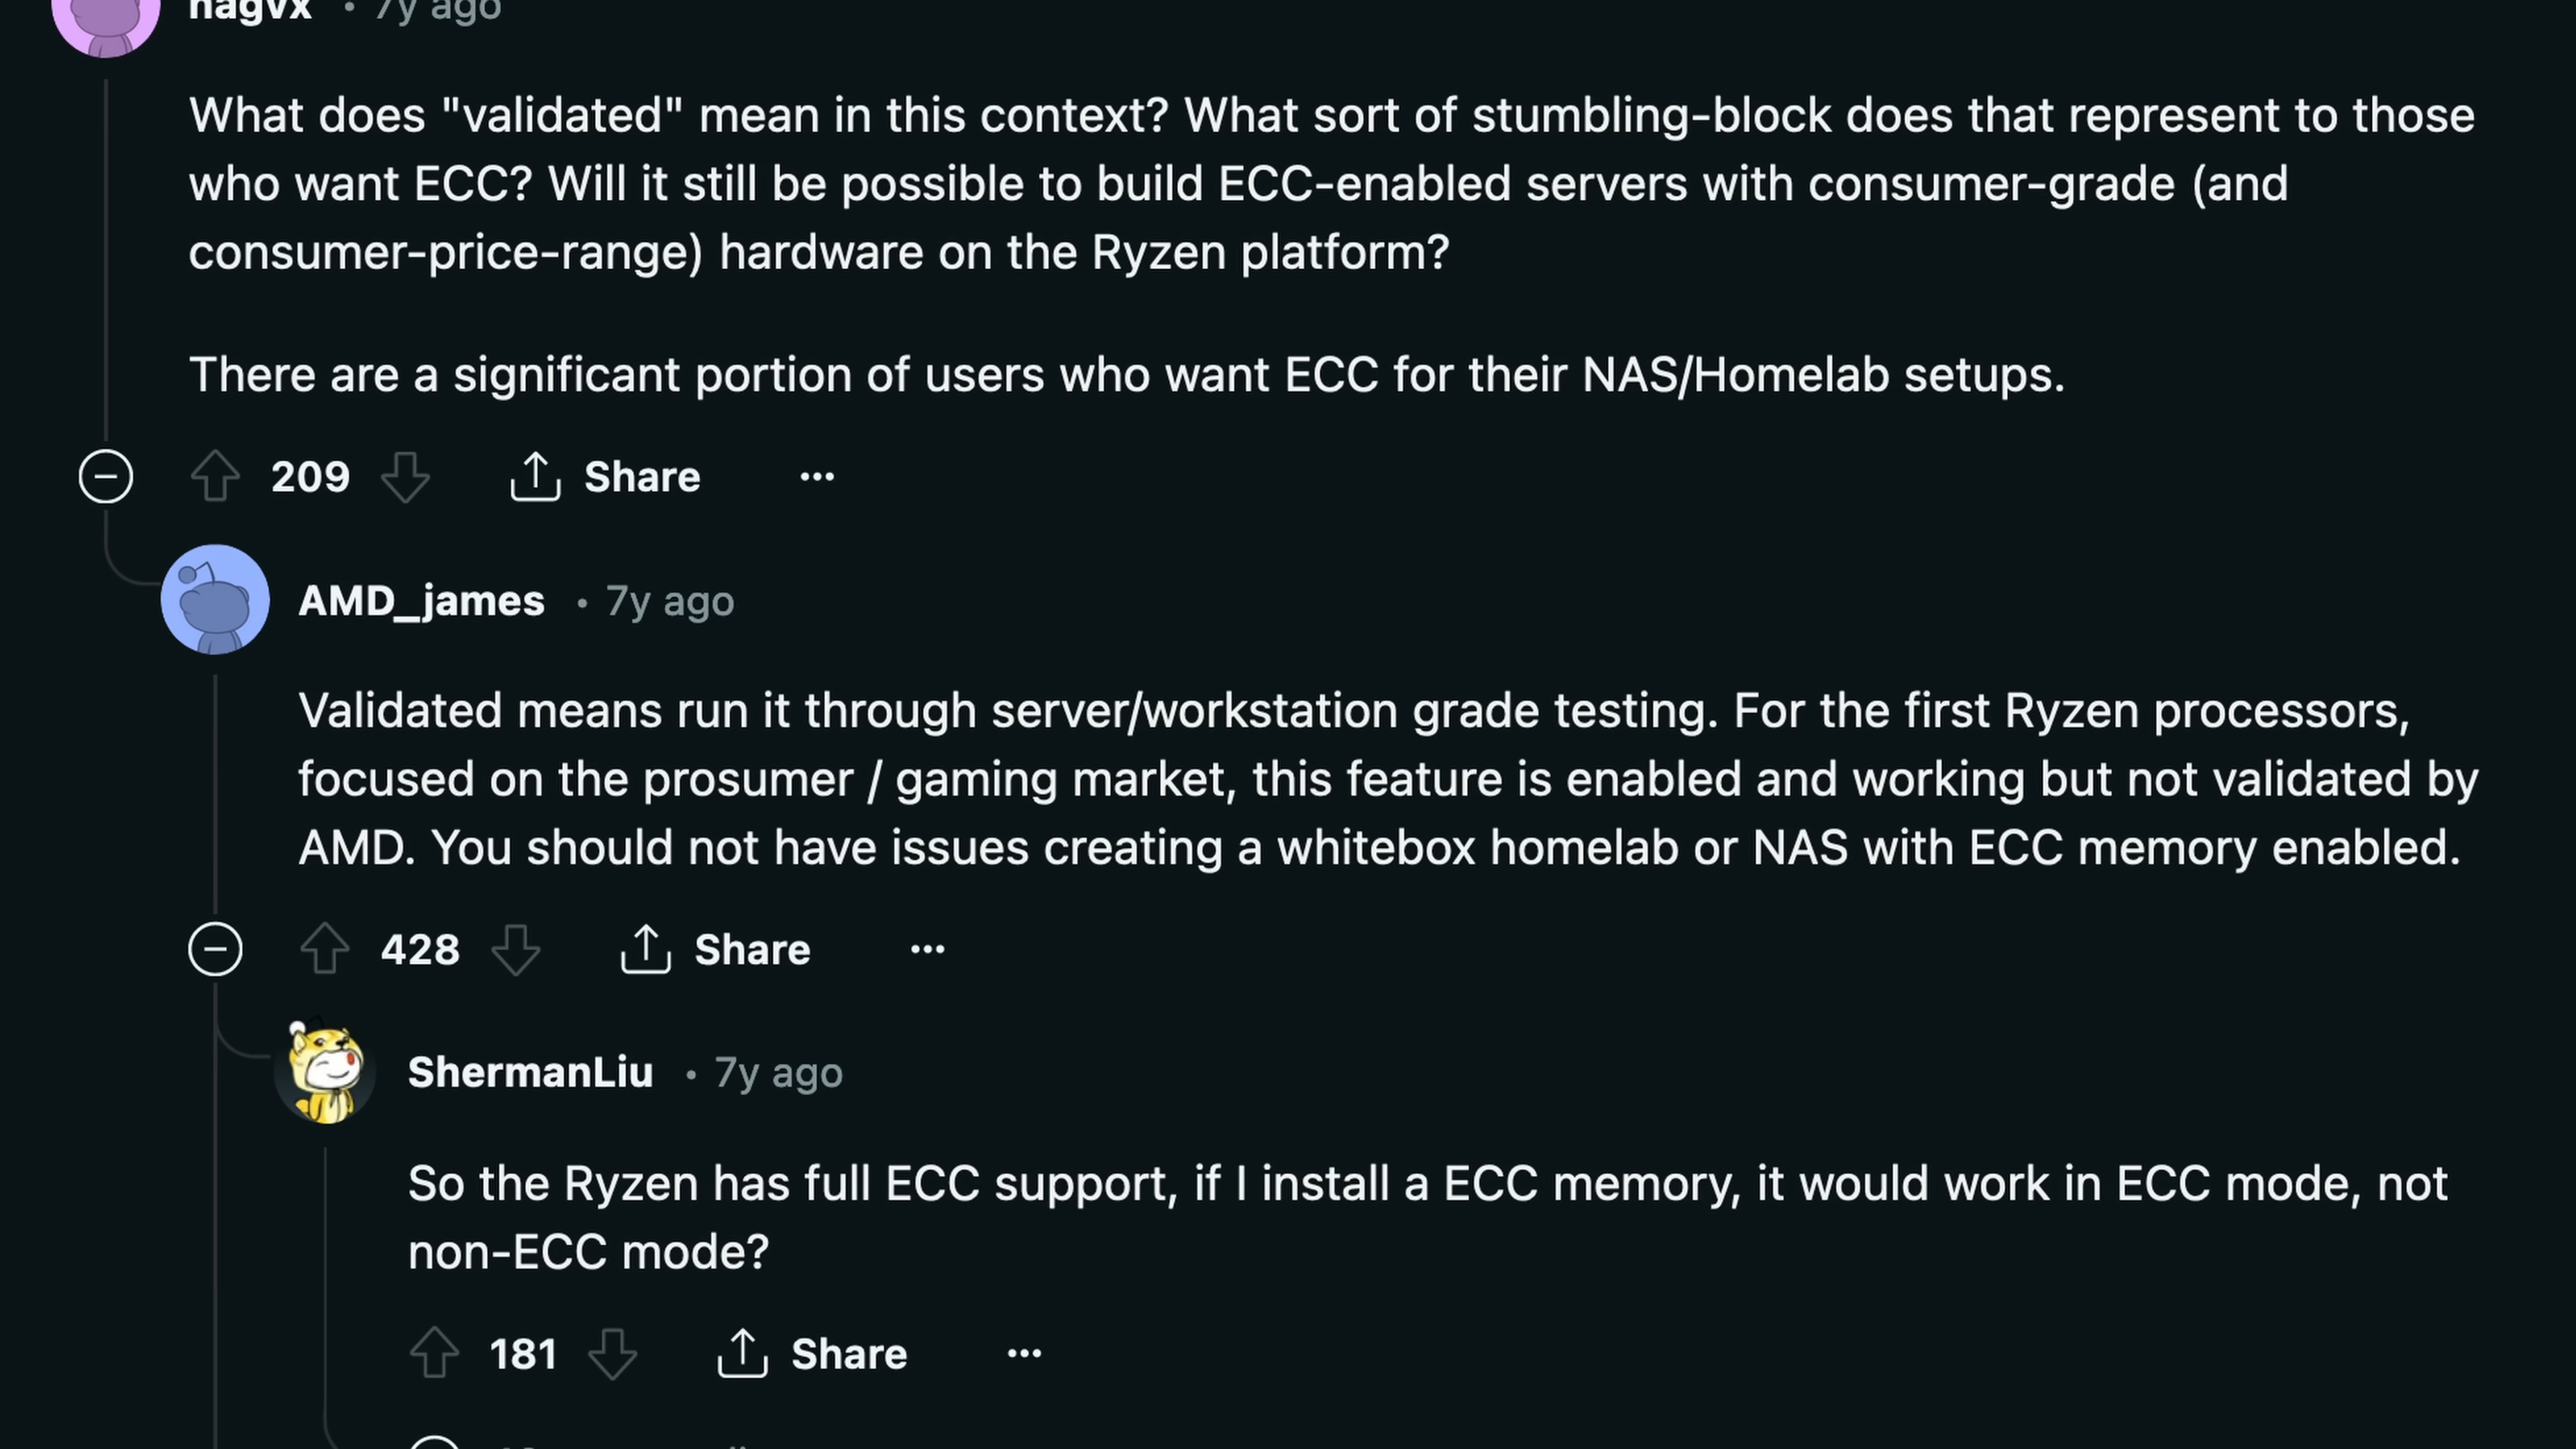 nagvx • 7y ago
What does "validated" mean in this context? What sort of stumbling-block does that represent to those
who want ECC? Will it still be possible to build ECC-enabled servers with consumer-grade (and
consumer-price-range) hardware on the Ryzen platform?
There are a significant portion of users who want ECC for their NAS/Homelab setups.
209 Share ...
AMD_james • 7y ago
Validated means run it through server/workstation grade testing. For the first Ryzen processors,
focused on the prosumer / gaming market, this feature is enabled and working but not validated by
AMD. You should not have issues creating a whitebox homelab or NAS with ECC memory enabled.
428 Share ...
ShermanLiu • 7y ago
So the Ryzen has full ECC support, if I install a ECC memory, it would work in ECC mode, not
non-ECC mode?
181 Share ...